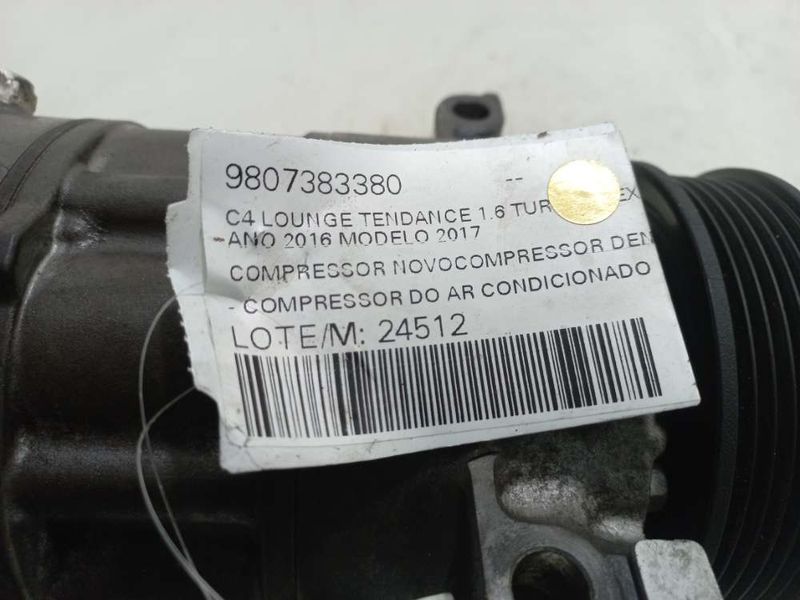 9807383380 --
C4 LOUNGE TENDANCE 1.6
ANO 2016 MODELO 2017
COMPRESSOR NOVOCOMPRESSOR DEN
- COMPRESSOR DO AR CONDICIONADO
LOTE/M: 24512